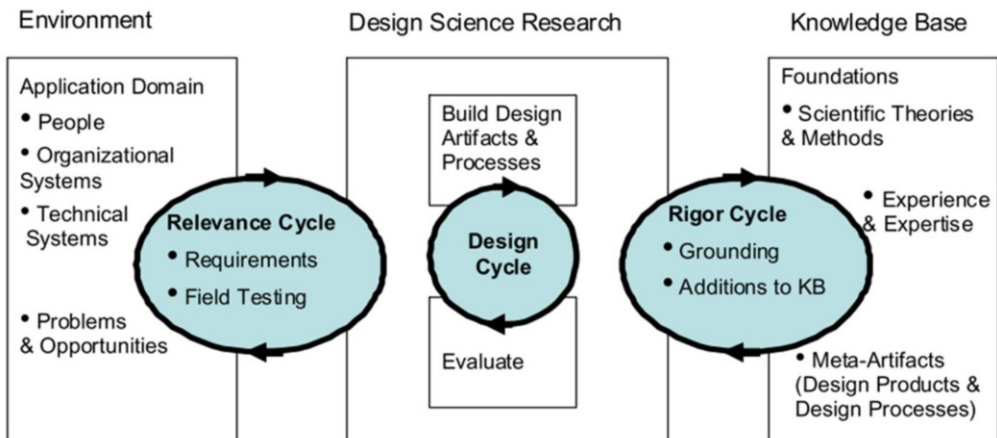 Environment
Design Science Research
Knowledge Base
Application Domain
• People
• Organizational
Systems
• Technical
Systems
• Problems
& Opportunities
Relevance Cycle
• Requirements
• Field Testing
Build Design
Artifacts &
Processes
Design
Cycle
Evaluate
Rigor Cycle
• Grounding
• Additions to KB
Foundations
• Scientific Theories
& Methods
• Experience
& Expertise
• Meta-Artifacts
(Design Products &
Design Processes)